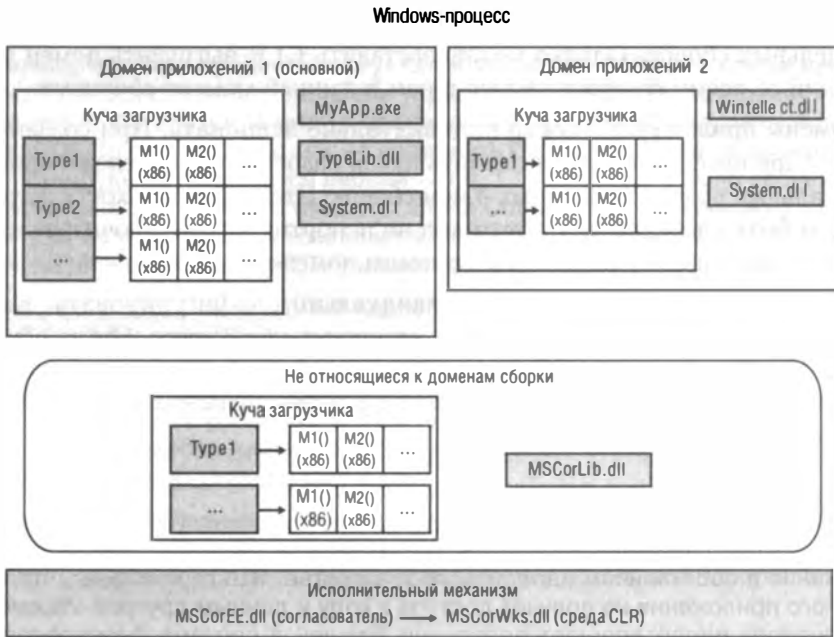 Windows-процесс
Домен приложений 1 (основной)
Куча загрузчика
MyApp.exe
TypeLib.dll
System.dll
Type1
M1()
(x86)
M2()
(x86)
...
Type2
M1()
(x86)
M2()
(x86)
...
...
M1()
(x86)
M2()
(x86)
...
Домен приложений 2
Куча загрузчика
Wintelle ct.dll
System.dll
Type1
M1()
(x86)
M2()
(x86)
...
...
M1()
(x86)
M2()
(x86)
...
Не относящиеся к доменам сборки
Куча загрузчика
Type1
M1()
(x86)
M2()
(x86)
...
...
M1()
(x86)
M2()
(x86)
...
MSCorLib.dll
Исполнительный механизм
MSCorEE.dll (согласователь) → MSCorWks.dll (среда CLR)